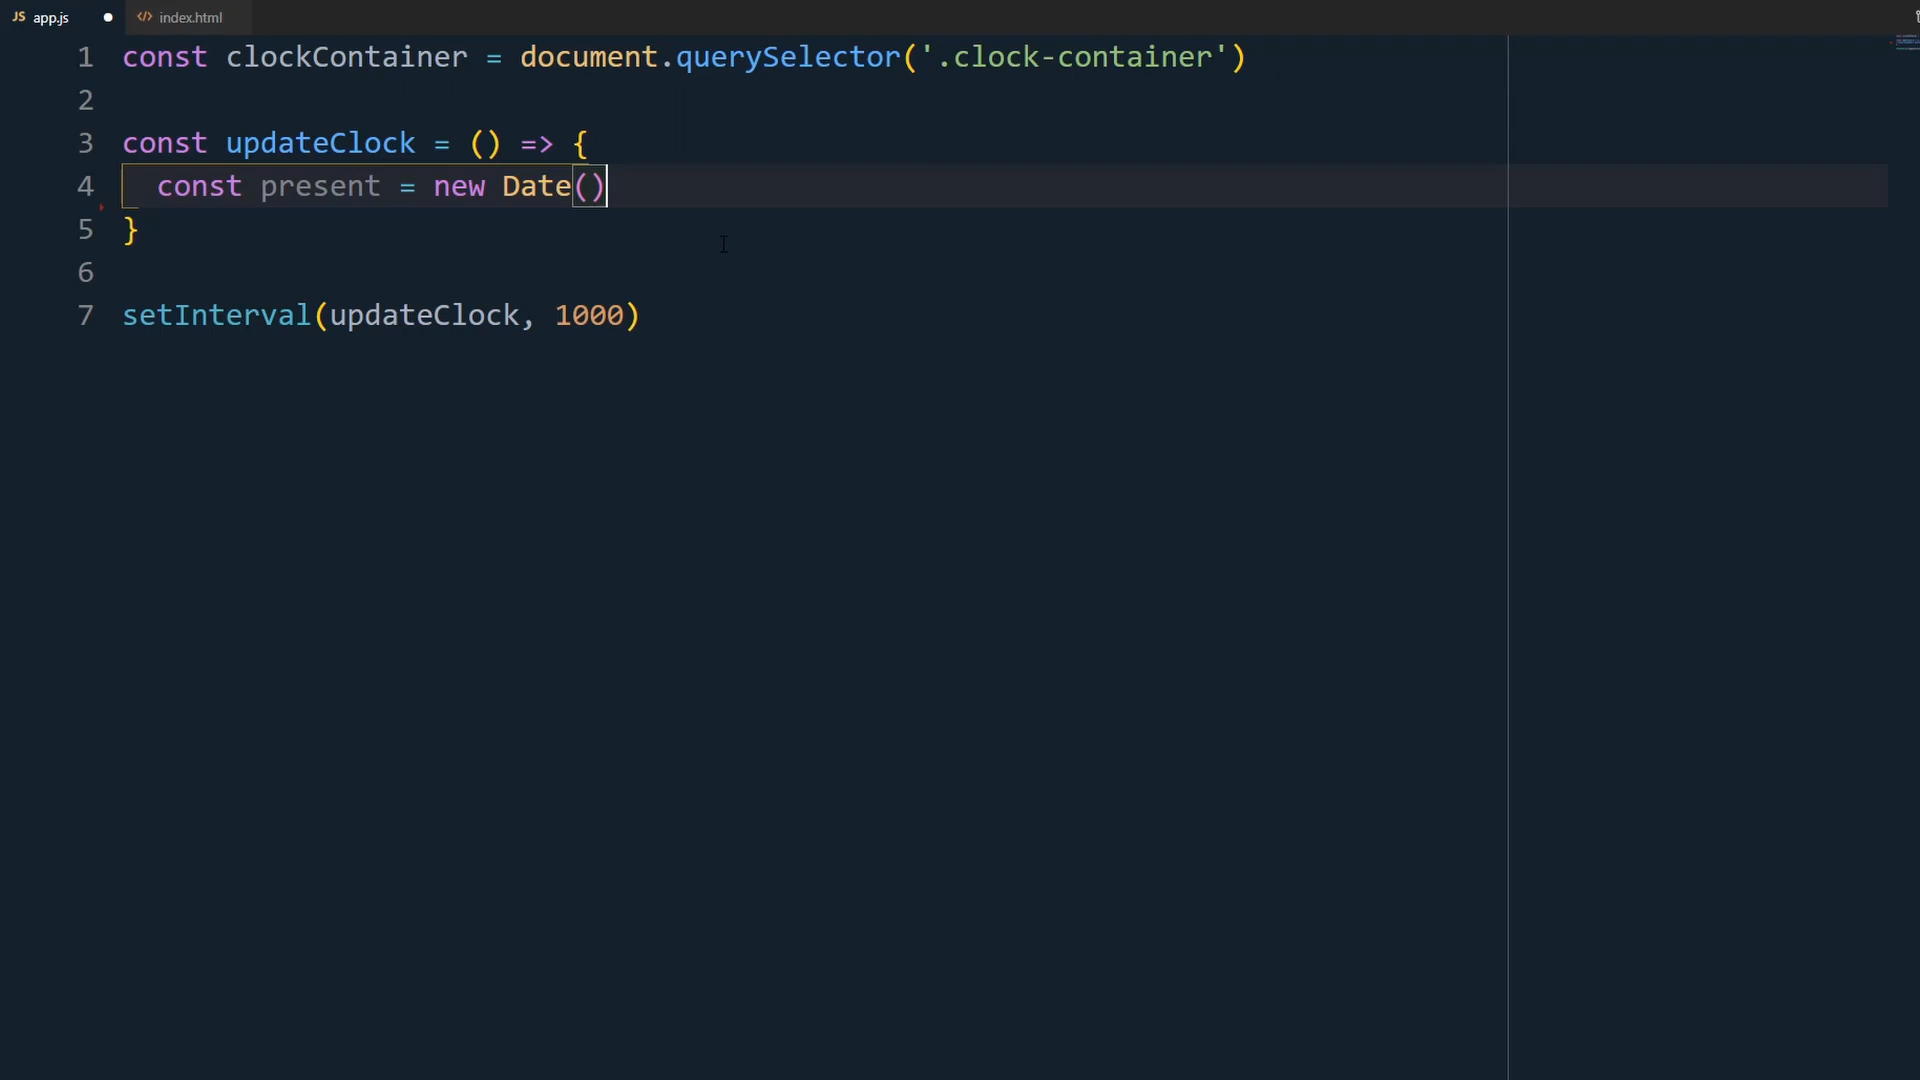 JS app.js
index.html
1 const clockContainer = document.querySelector('.clock-container')
2
3 const updateClock = () => {
4   const present = new Date()
5 }
6
7 setInterval(updateClock, 1000)